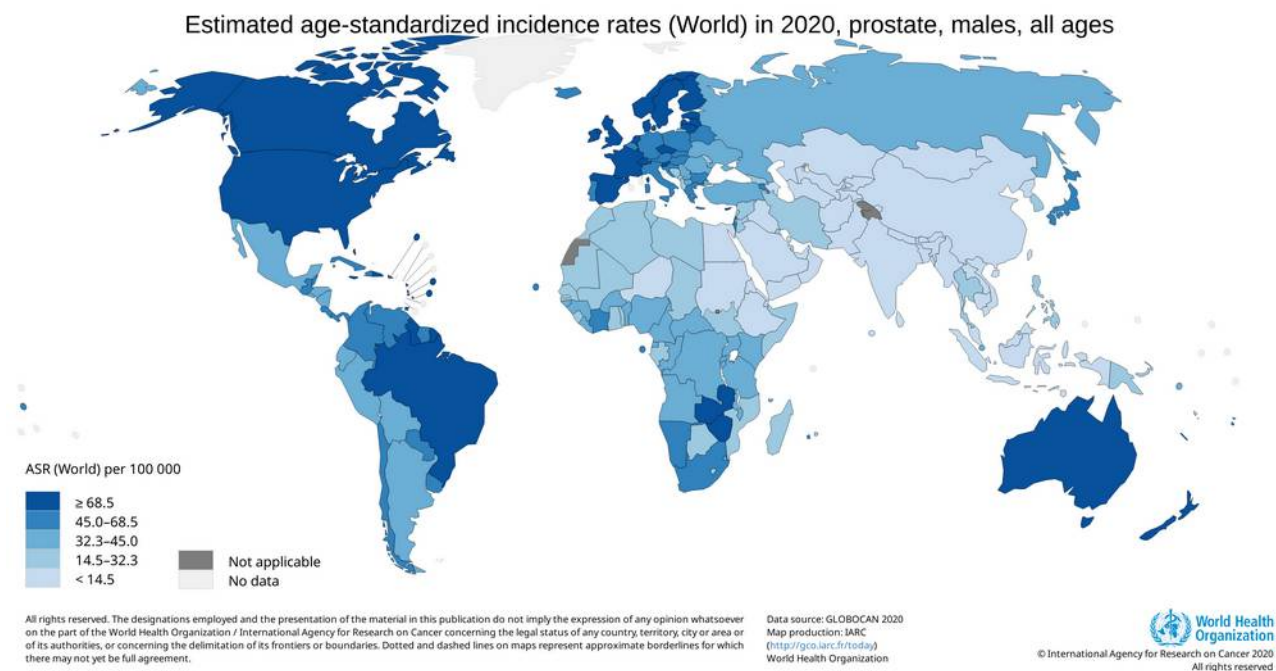 Estimated age-standardized incidence rates (World) in 2020, prostate, males, all ages
ASR (World) per 100 000
≥ 68.5
45.0–68.5
32.3–45.0
14.5–32.3
< 14.5
Not applicable
No data
All rights reserved. The designations employed and the presentation of the material in this publication do not imply the expression of any opinion whatsoever
on the part of the World Health Organization / International Agency for Research on Cancer concerning the legal status of any country, territory, city or area or
of its authorities, or concerning the delimitation of its frontiers or boundaries. Dotted and dashed lines on maps represent approximate borderlines for which
there may not yet be full agreement.
Data source: GLOBOCAN 2020
Map production: IARC
(http://gco.iarc.fr/today)
World Health Organization
World Health
Organization
© International Agency for Research on Cancer 2020
All rights reserved